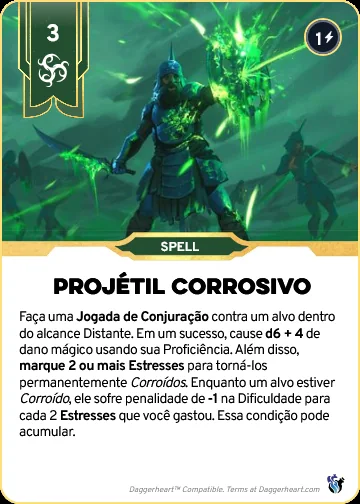 3
1
SPELL
PROJÉTIL CORROSIVO
Faça uma Jogada de Conjuração contra um alvo dentro
do alcance Distante. Em um sucesso, cause d6 + 4 de
dano mágico usando sua Proficiência. Além disso,
marque 2 ou mais Estresses para torná-los
permanentemente Corroídos. Enquanto um alvo estiver
Corroído, ele sofre penalidade de -1 na Dificuldade para
cada 2 Estresses que você gastou. Essa condição pode
acumular.
Daggerheart™ Compatible. Terms at Daggerheart.com